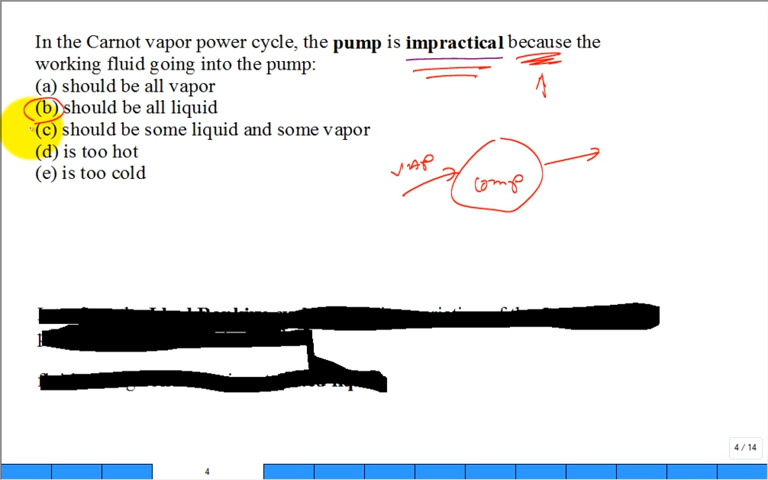 In the Carnot vapor power cycle, the pump is impractical because the
working fluid going into the pump:
(a) should be all vapor
(b) should be all liquid
(c) should be some liquid and some vapor
(d) is too hot
(e) is too cold
VAP
comp
4 / 14
4